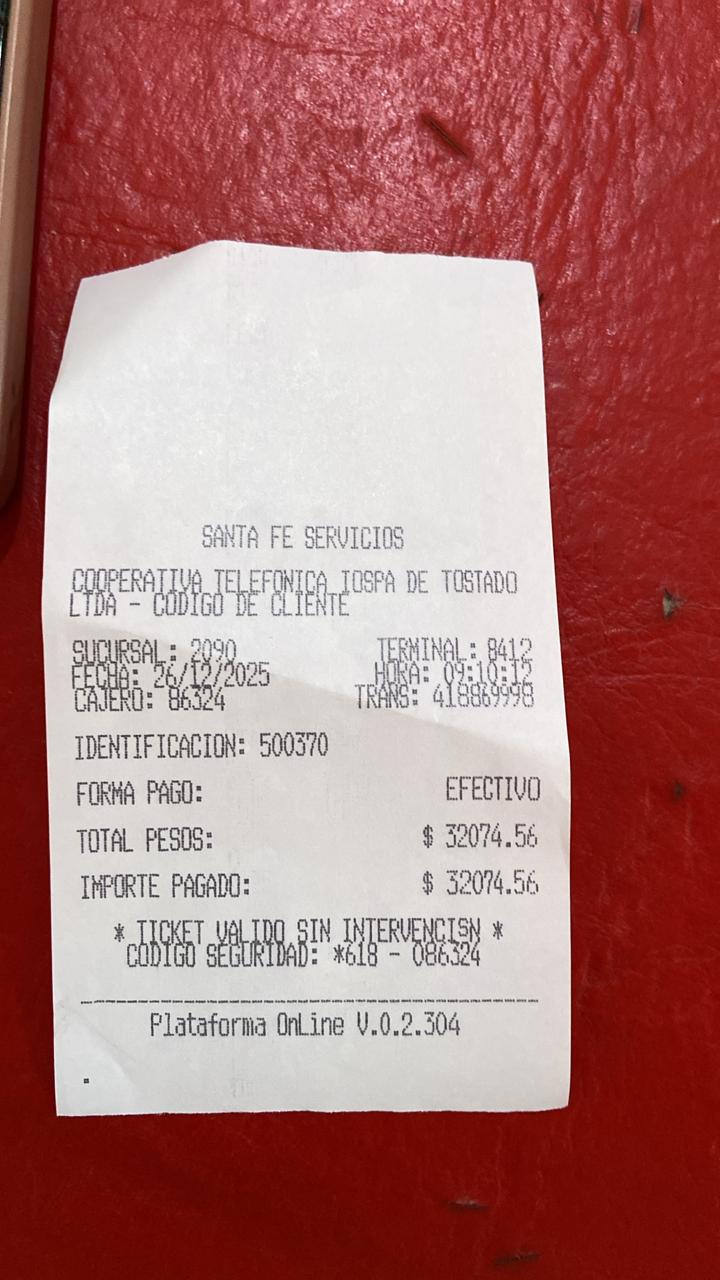 SANTA FE SERVICIOS
COOPERATIVA TELEFONICA IOSPA DE TOSTADO
LTDA - CODIGO DE CLIENTE
SUCURSAL: 2090 TERMINAL: 8412
FECHA: 26/12/2025 HORA: 09:10:12
CAJERO: 86324 TRANS: 418869998
IDENTIFICACION: 500370
FORMA PAGO: EFECTIVO
TOTAL PESOS: $ 32074.56
IMPORTE PAGADO: $ 32074.56
* TICKET VALIDO SIN INTERVENCISN *
CODIGO SEGURIDAD: *618 - 086324
Plataforma OnLine V.0.2.304